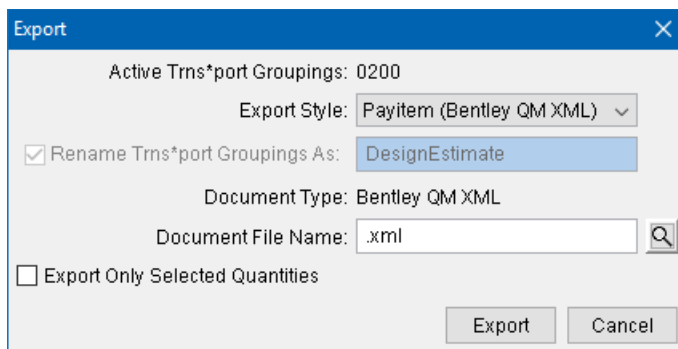 Export
Active Trns*port Groupings: 0200
Export Style: Payitem (Bentley QM XML)
Rename Trns*port Groupings As: DesignEstimate
Document Type: Bentley QM XML
Document File Name: .xml
Export Only Selected Quantities
Export Cancel